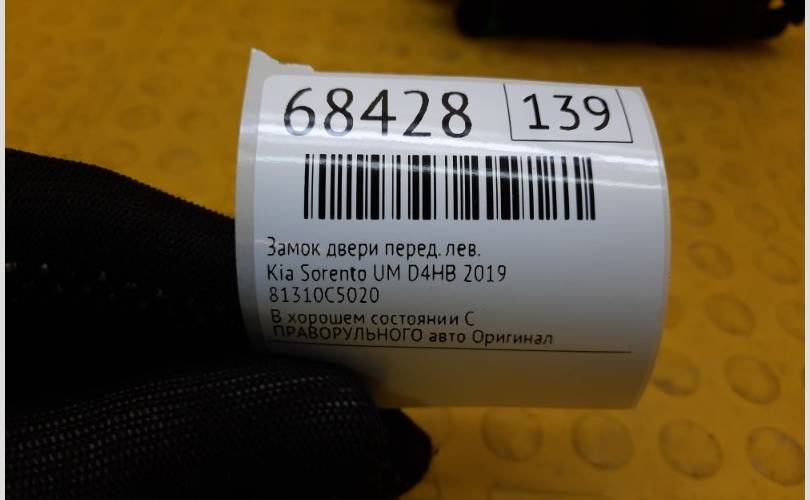 68428 139
Замок двери перед. лев.
Kia Sorento UM D4HB 2019
81310C5020
В хорошем состоянии С
ПРАВОРУЛЬНОГО авто Оригинал